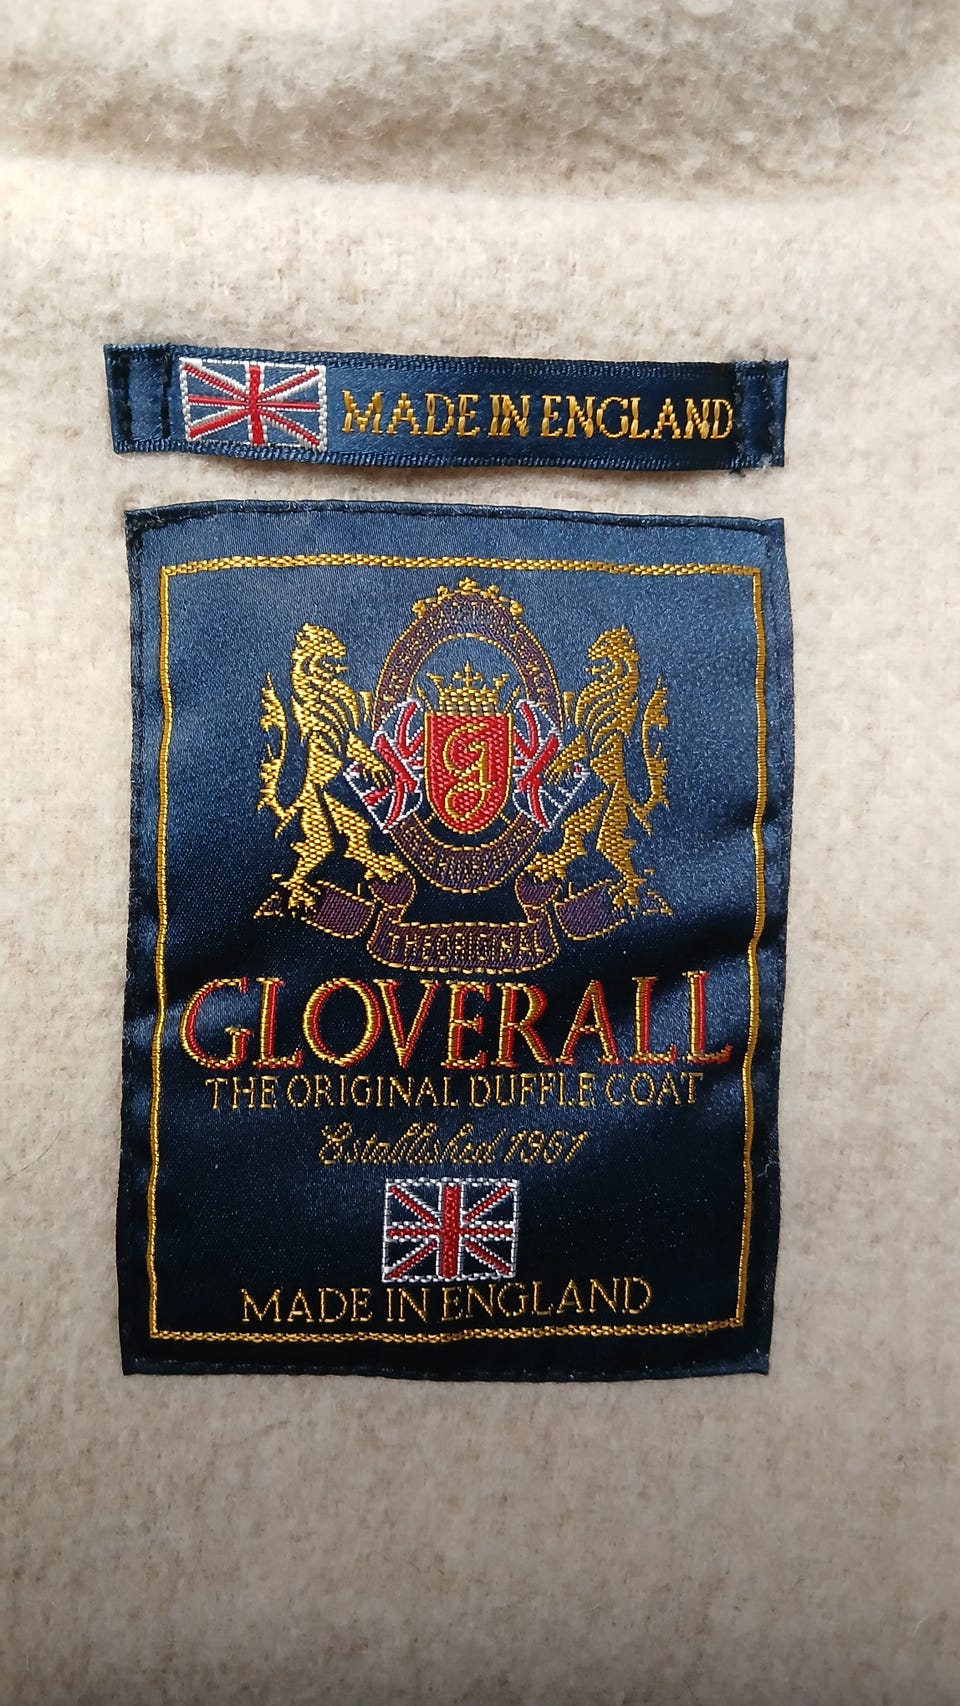 MADE IN ENGLAND
G
THE ORIGINAL
GLOVERALL
THE ORIGINAL DUFFLE COAT
Established 1951
MADE IN ENGLAND